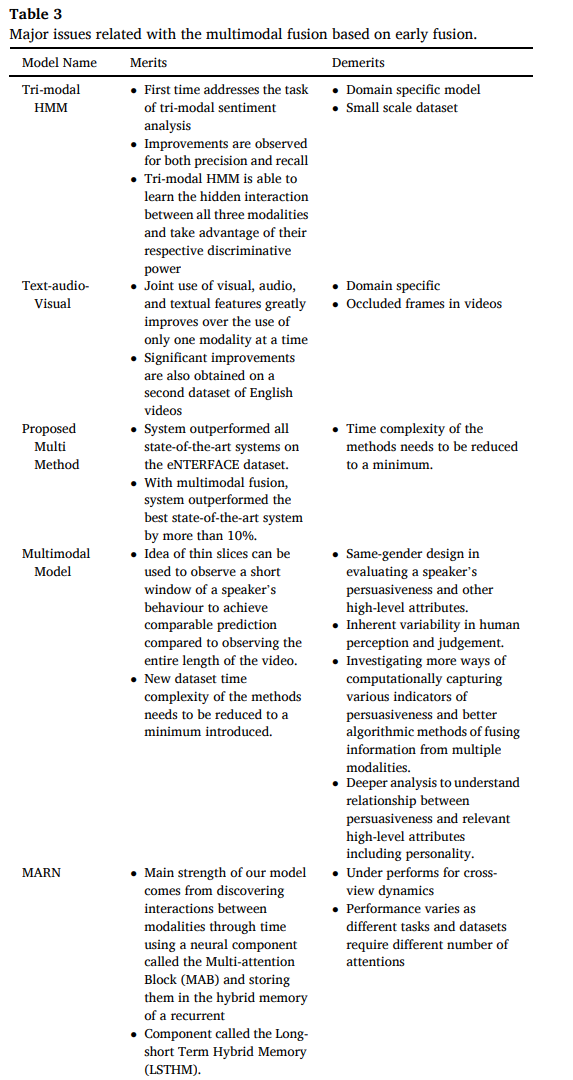 Table 3
Major issues related with the multimodal fusion based on early fusion.
Model Name Merits Demerits
Tri-modal
HMM
• First time addresses the task
of tri-modal sentiment
analysis
• Improvements are observed
for both precision and recall
• Tri-modal HMM is able to
learn the hidden interaction
between all three modalities
and take advantage of their
respective discriminative
power
• Domain specific model
• Small scale dataset
Text-audio-
Visual
• Joint use of visual, audio,
and textual features greatly
improves over the use of
only one modality at a time
• Significant improvements
are also obtained on a
second dataset of English
videos
• Domain specific
• Occluded frames in videos
Proposed
Multi
Method
• System outperformed all
state-of-the-art systems on
the eNTERFACE dataset.
• With multimodal fusion,
system outperformed the
best state-of-the-art system
by more than 10%.
• Time complexity of the
methods needs to be reduced
to a minimum.
Multimodal
Model
• Idea of thin slices can be
used to observe a short
window of a speaker's
behaviour to achieve
comparable prediction
compared to observing the
entire length of the video.
• New dataset time
complexity of the methods
needs to be reduced to a
minimum introduced.
• Same-gender design in
evaluating a speaker's
persuasiveness and other
high-level attributes.
• Inherent variability in human
perception and judgement.
• Investigating more ways of
computationally capturing
various indicators of
persuasiveness and better
algorithmic methods of fusing
information from multiple
modalities.
• Deeper analysis to understand
relationship between
persuasiveness and relevant
high-level attributes
including personality.
MARN
• Main strength of our model
comes from discovering
interactions between
modalities through time
using a neural component
called the Multi-attention
Block (MAB) and storing
them in the hybrid memory
of a recurrent
• Component called the Long-
short Term Hybrid Memory
(LSTHM).
• Under performs for cross-
view dynamics
• Performance varies as
different tasks and datasets
require different number of
attentions